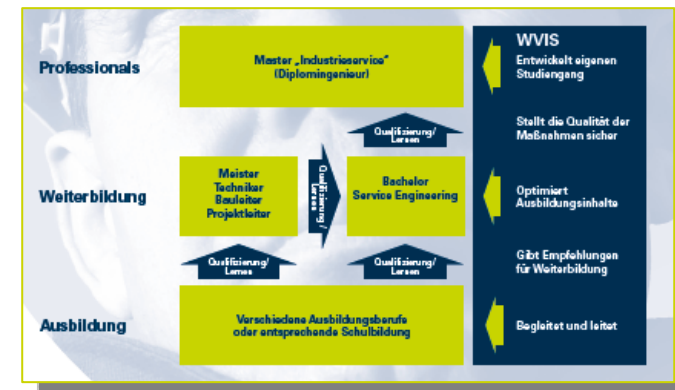 Professionals
Master „Industrieservice"
(Diplomingenieur)
WVIS
Entwickelt eigenen
Studiengang
Qualifizierung/
Lernen
Stellt die Qualität der
Maßnahmen sicher
Weiterbildung
Meister
Techniker
Bauleiter
Projektleiter
Qualifizierung /
Lernen
Bachelor
Service Engineering
Optimiert
Ausbildungsinhalte
Qualifizierung/
Lernen
Qualifizierung/
Lernen
Gibt Empfehlungen
für Weiterbildung
Ausbildung
Verschiedene Ausbildungsberufe
oder entsprechende Schulbildung
Begleitet und leitet